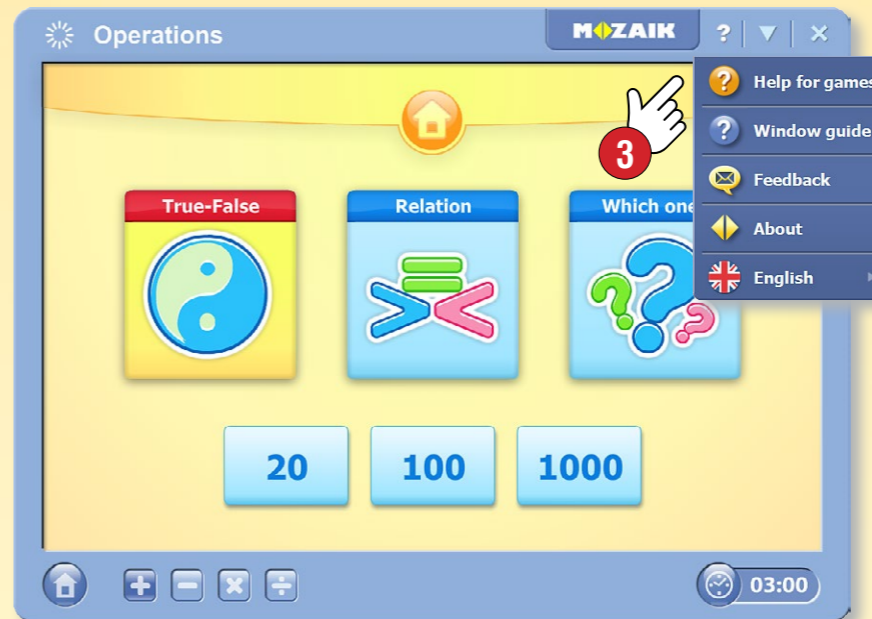 Operations
MOZAIK
?
Help for games
Window guide
Feedback
About
English
3
True-False
Relation
Which one
20
100
1000
03:00